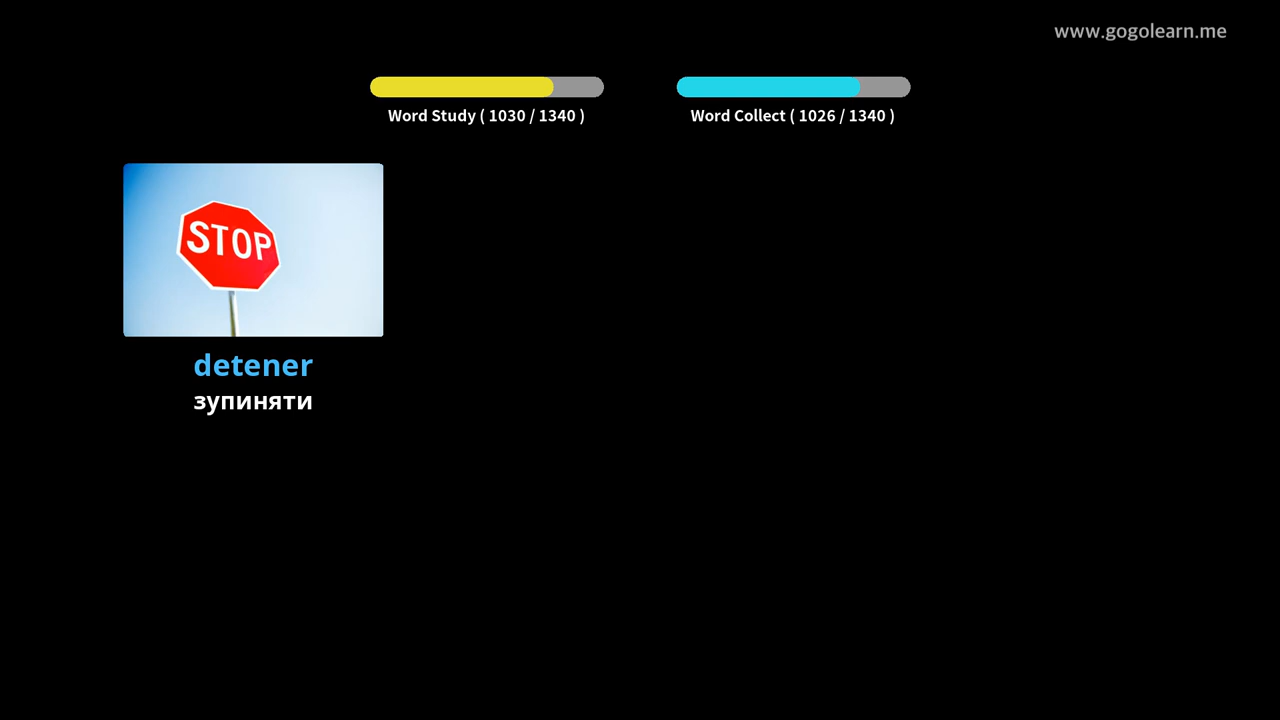 www.gogolearn.me
Word Study ( 1030 / 1340 )
Word Collect ( 1026 / 1340 )
STOP
detener
зупиняти